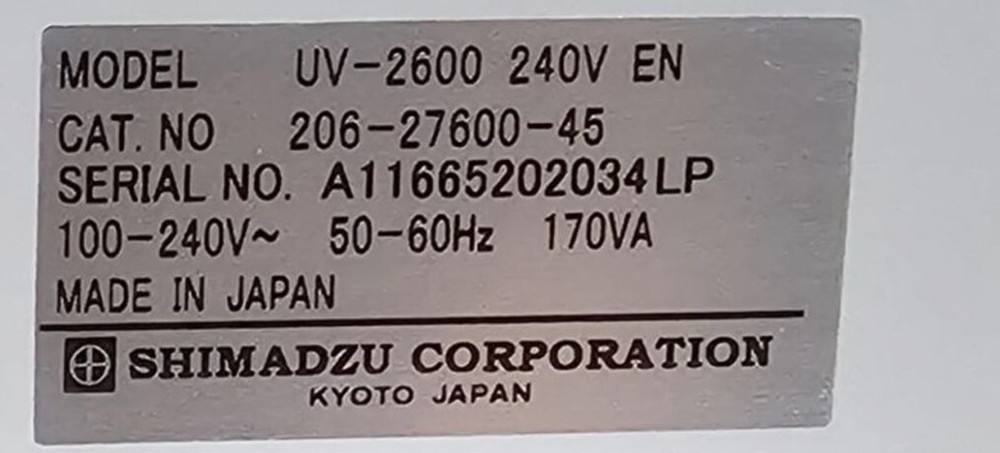 MODEL UV-2600 240V EN
CAT. NO 206-27600-45
SERIAL NO. A11665202034LP
100-240V~ 50-60Hz 170VA
MADE IN JAPAN
SHIMADZU CORPORATION
KYOTO JAPAN